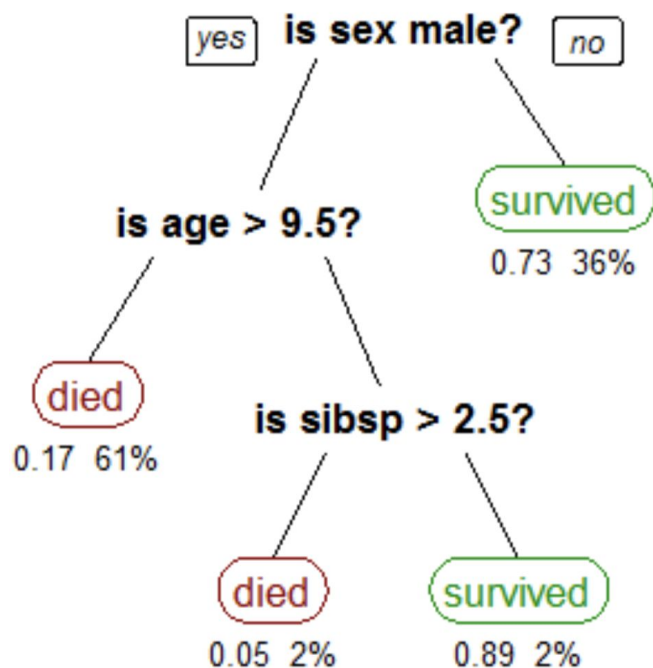 yes is sex male? no
survived
0.73 36%
is age > 9.5?
died
0.17 61%
is sibsp > 2.5?
died survived
0.05 2% 0.89 2%